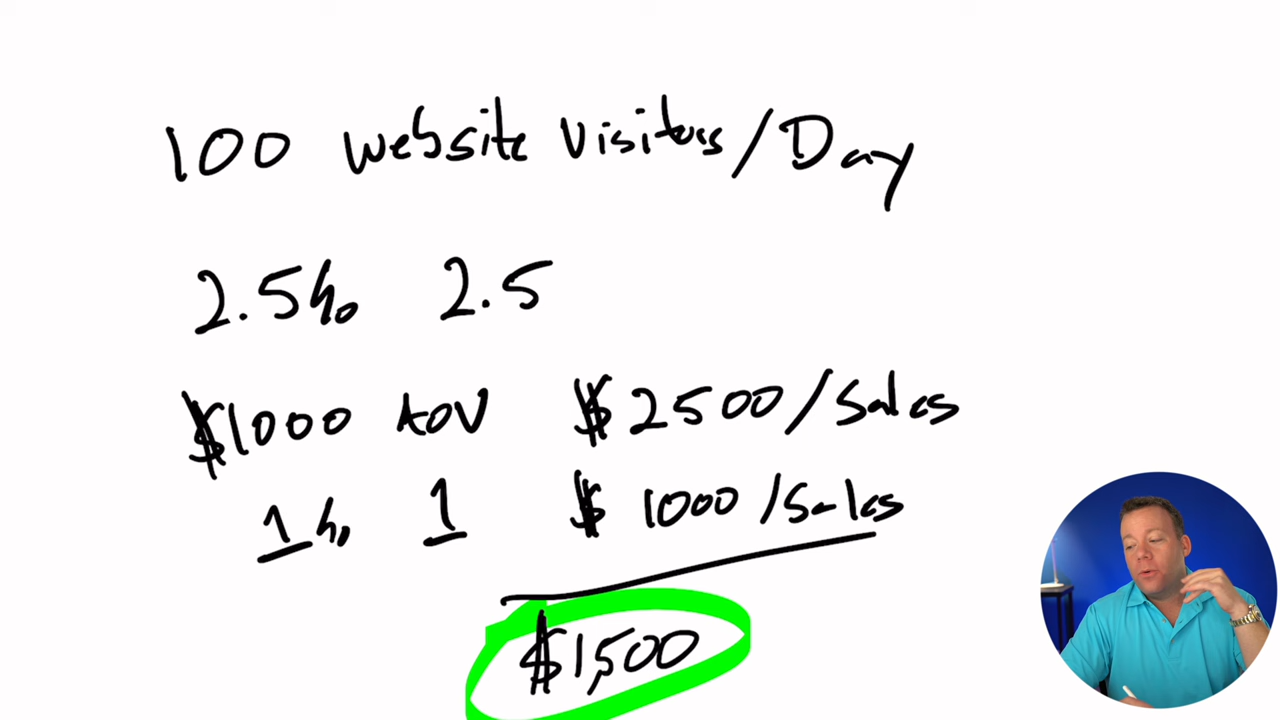 100 website visitors/Day
2.5% 2.5
$1000 AOV $2500/Sales
1% 1 $1000/Sales
$1,500